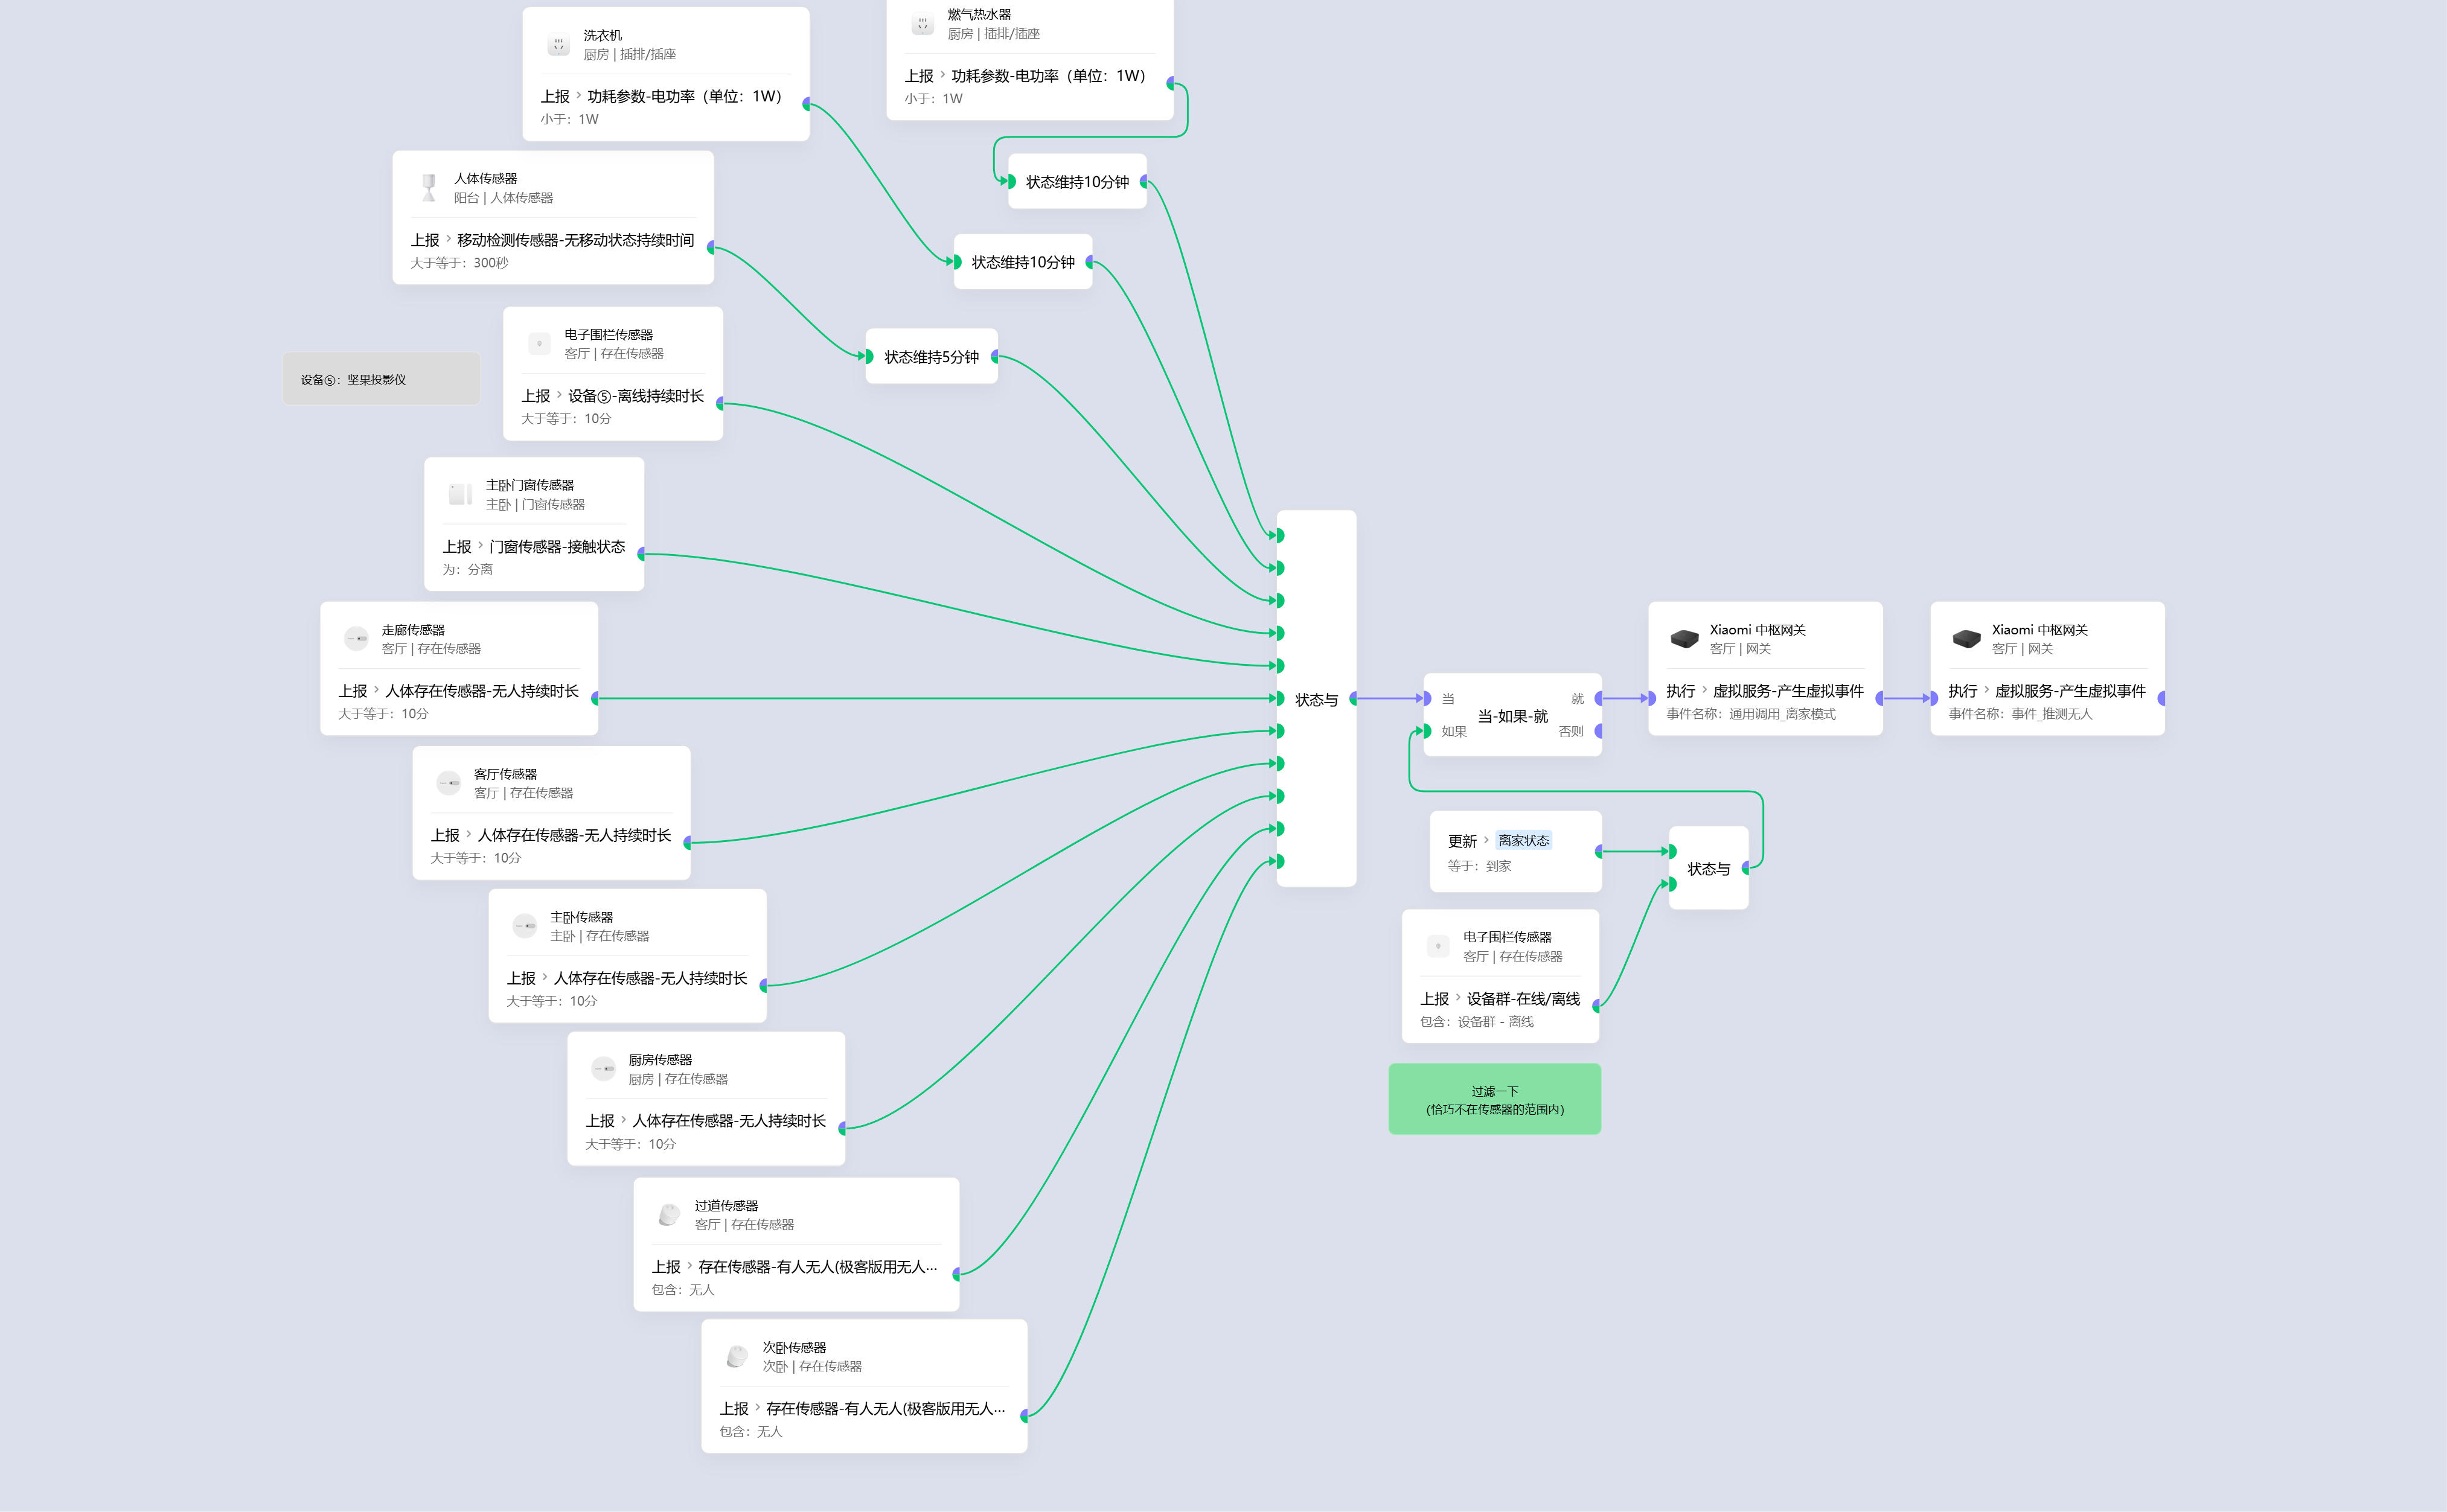 洗衣机
厨房 | 插排/插座
上报 › 功耗参数-电功率（单位：1W）
小于：1W
燃气热水器
厨房 | 插排/插座
上报 › 功耗参数-电功率（单位：1W）
小于：1W
状态维持10分钟
人体传感器
阳台 | 人体传感器
上报 › 移动检测传感器-无移动状态持续时间
大于等于：300秒
状态维持10分钟
状态维持5分钟
电子围栏传感器
客厅 | 存在传感器
上报 › 设备⑤-离线持续时长
大于等于：10分
设备⑤：坚果投影仪
主卧门窗传感器
主卧 | 门窗传感器
上报 › 门窗传感器-接触状态
为：分离
走廊传感器
客厅 | 存在传感器
上报 › 人体存在传感器-无人持续时长
大于等于：10分
客厅传感器
客厅 | 存在传感器
上报 › 人体存在传感器-无人持续时长
大于等于：10分
主卧传感器
主卧 | 存在传感器
上报 › 人体存在传感器-无人持续时长
大于等于：10分
厨房传感器
厨房 | 存在传感器
上报 › 人体存在传感器-无人持续时长
大于等于：10分
过道传感器
客厅 | 存在传感器
上报 › 存在传感器-有人无人(极客版用无人...
包含：无人
次卧传感器
次卧 | 存在传感器
上报 › 存在传感器-有人无人(极客版用无人...
包含：无人
状态与
当 就
当-如果-就
如果 否则
Xiaomi 中枢网关
客厅 | 网关
执行 › 虚拟服务-产生虚拟事件
事件名称：通用调用_离家模式
Xiaomi 中枢网关
客厅 | 网关
执行 › 虚拟服务-产生虚拟事件
事件名称：事件_推测无人
更新 › 离家状态
等于：到家
状态与
电子围栏传感器
客厅 | 存在传感器
上报 › 设备群-在线/离线
包含：设备群 - 离线
过滤一下
（恰巧不在传感器的范围内）